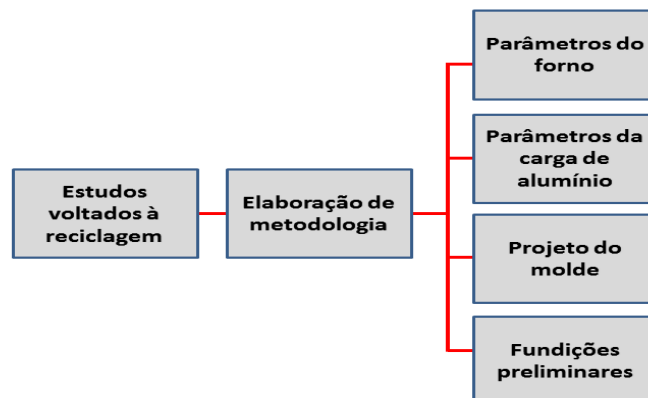 Estudos
voltados à
reciclagem
Elaboração de
metodologia
Parâmetros do
forno
Parâmetros da
carga de
alumínio
Projeto do
molde
Fundições
preliminares